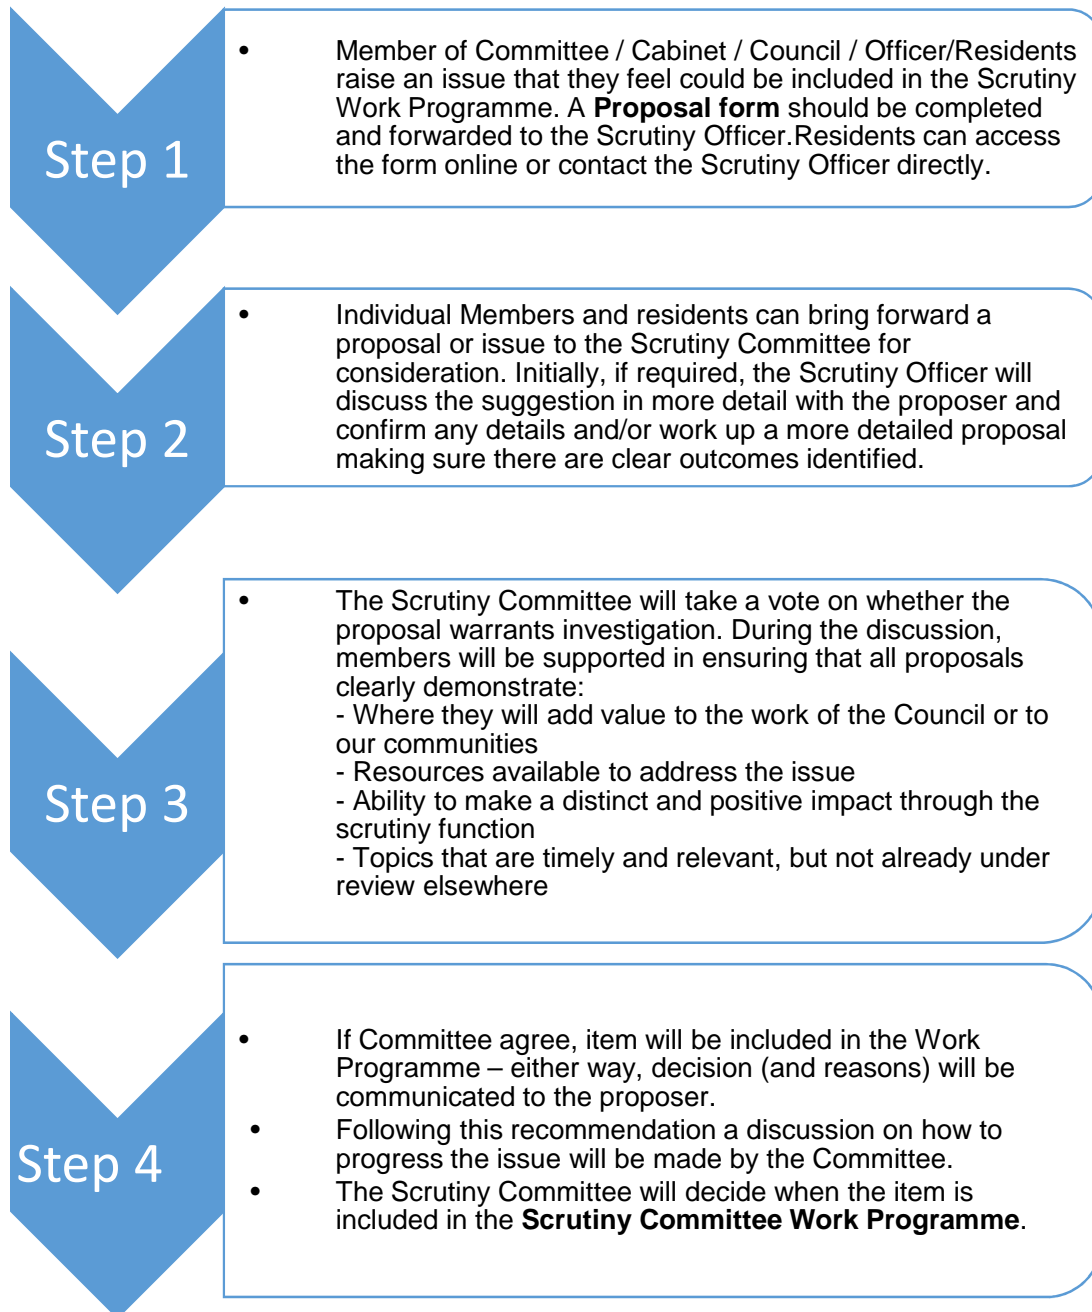 Step 1
• Member of Committee / Cabinet / Council / Officer/Residents
raise an issue that they feel could be included in the Scrutiny
Work Programme. A Proposal form should be completed
and forwarded to the Scrutiny Officer.Residents can access
the form online or contact the Scrutiny Officer directly.
Step 2
• Individual Members and residents can bring forward a
proposal or issue to the Scrutiny Committee for
consideration. Initially, if required, the Scrutiny Officer will
discuss the suggestion in more detail with the proposer and
confirm any details and/or work up a more detailed proposal
making sure there are clear outcomes identified.
Step 3
• The Scrutiny Committee will take a vote on whether the
proposal warrants investigation. During the discussion,
members will be supported in ensuring that all proposals
clearly demonstrate:
- Where they will add value to the work of the Council or to
our communities
- Resources available to address the issue
- Ability to make a distinct and positive impact through the
scrutiny function
- Topics that are timely and relevant, but not already under
review elsewhere
Step 4
• If Committee agree, item will be included in the Work
Programme – either way, decision (and reasons) will be
communicated to the proposer.
• Following this recommendation a discussion on how to
progress the issue will be made by the Committee.
• The Scrutiny Committee will decide when the item is
included in the Scrutiny Committee Work Programme.